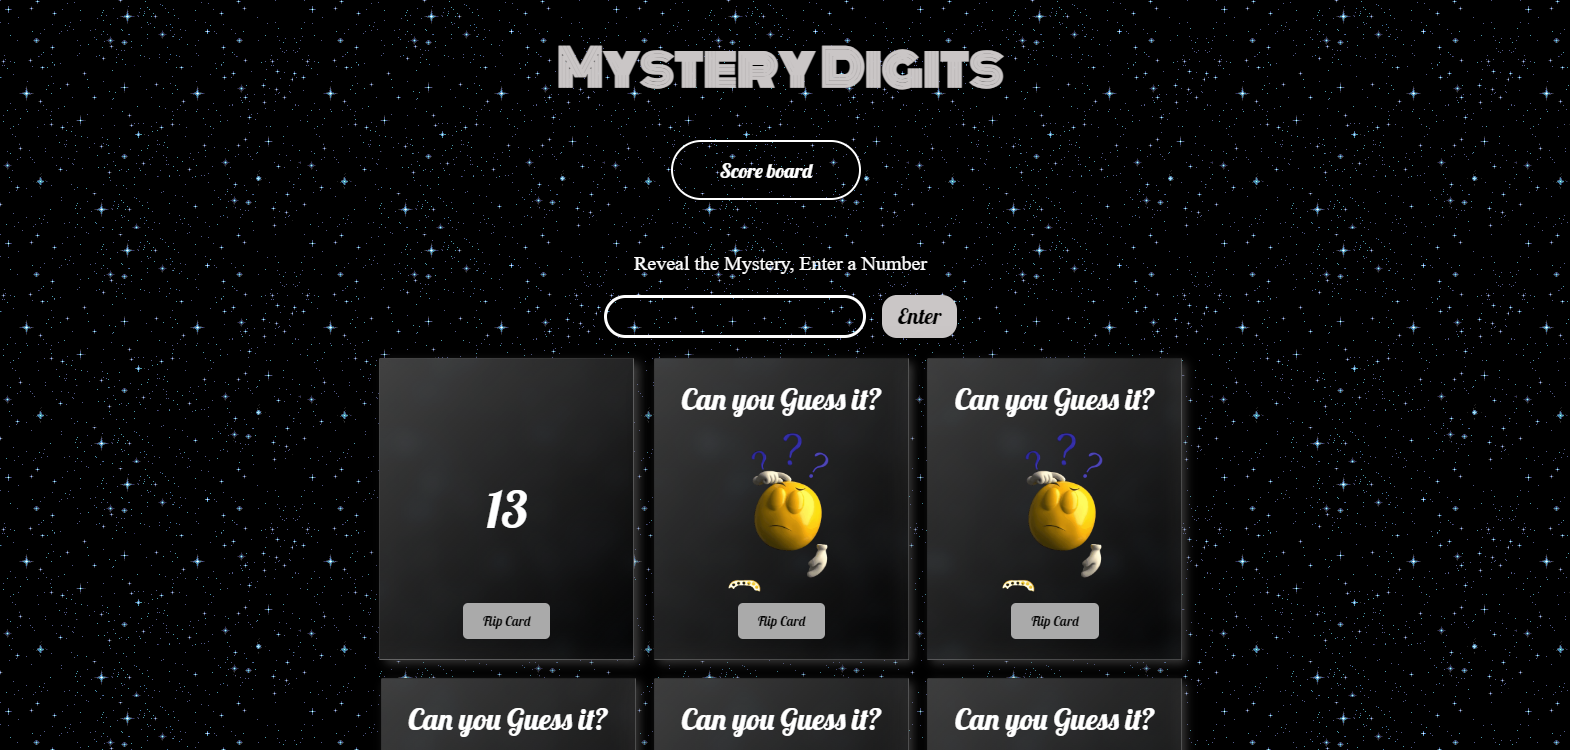 Mystery Digits
Score board
Reveal the Mystery, Enter a Number
Enter
13
Flip Card
Can you Guess it?
? ? ?
Flip Card
Can you Guess it?
? ? ?
Flip Card
Can you Guess it?
Can you Guess it?
Can you Guess it?